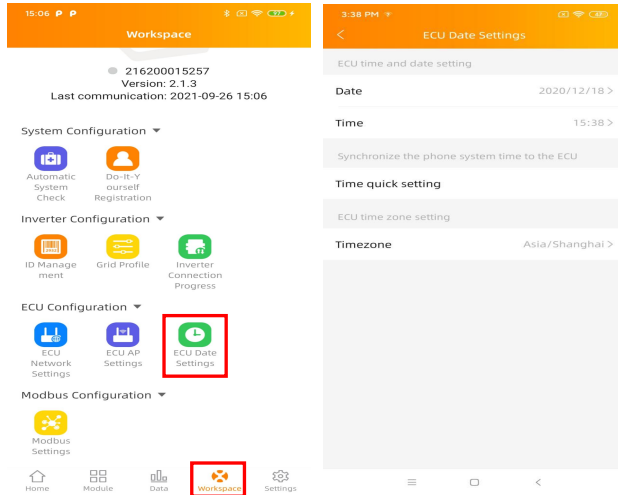 15:06 P P
97
Workspace
216200015257
Version: 2.1.3
Last communication: 2021-09-26 15:06
System Configuration
Automatic
System
Check
Do-It-Y
ourself
Registration
Inverter Configuration
ID Manage
ment
Grid Profile
Inverter
Connection
Progress
ECU Configuration
ECU
Network
Settings
ECU AP
Settings
ECU Date
Settings
Modbus Configuration
Modbus
Settings
Home
Module
Data
Workspace
Settings
3:38 PM
ECU Date Settings
ECU time and date setting
Date 2020/12/18 >
Time 15:38 >
Synchronize the phone system time to the ECU
Time quick setting
ECU time zone setting
Timezone Asia/Shanghai >